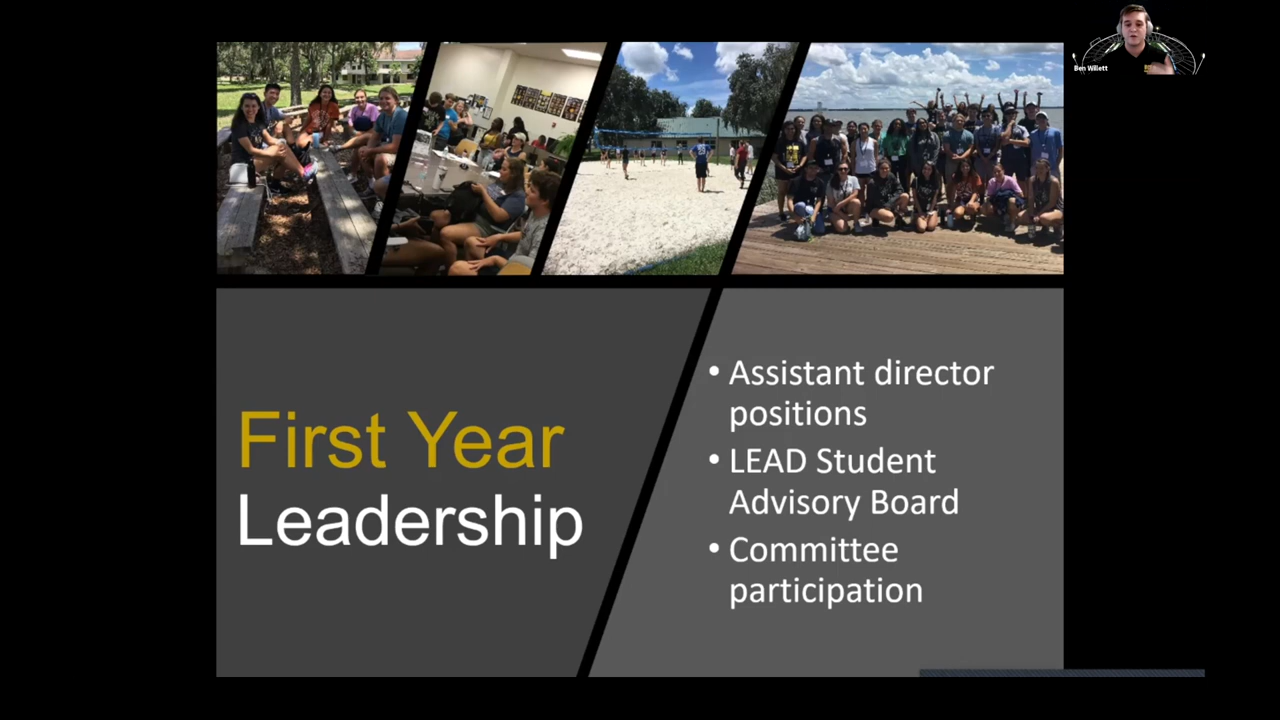 Ben Willett
First Year
Leadership
• Assistant director
positions
• LEAD Student
Advisory Board
• Committee
participation